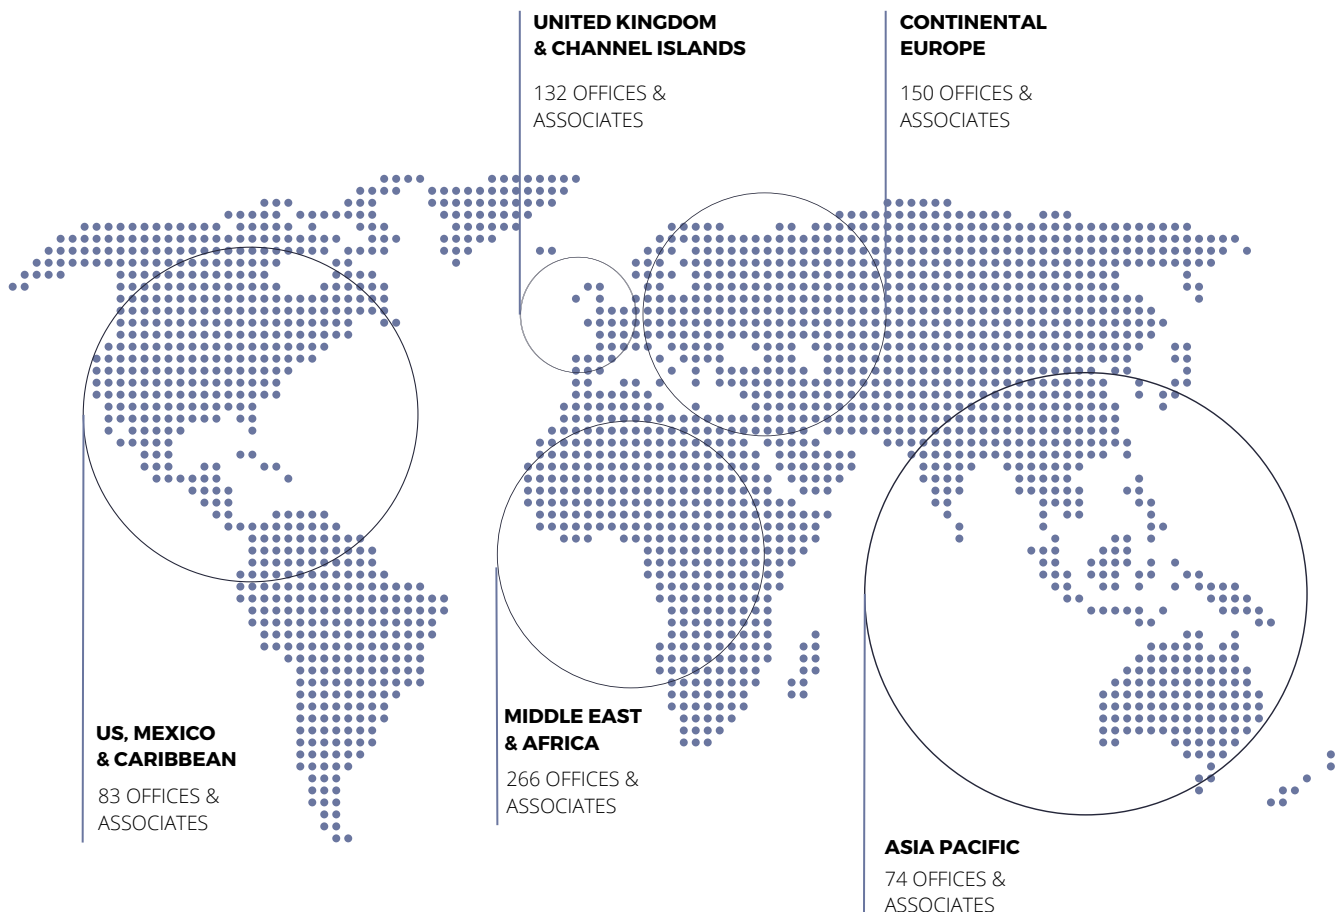 UNITED KINGDOM
& CHANNEL ISLANDS
132 OFFICES &
ASSOCIATES
CONTINENTAL
EUROPE
150 OFFICES &
ASSOCIATES
US, MEXICO
& CARIBBEAN
83 OFFICES &
ASSOCIATES
MIDDLE EAST
& AFRICA
266 OFFICES &
ASSOCIATES
ASIA PACIFIC
74 OFFICES &
ASSOCIATES